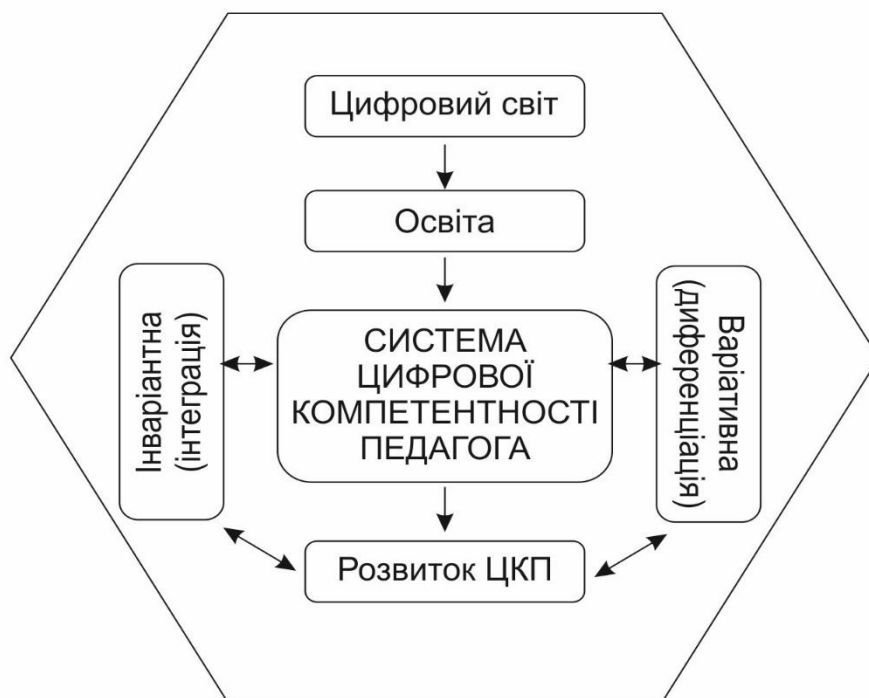 Цифровий світ
Освіта
Інваріантна
(інтеграція)
СИСТЕМА
ЦИФРОВОЇ
КОМПЕТЕНТНОСТІ
ПЕДАГОГА
Варіативна
(диференціація)
Розвиток ЦКП